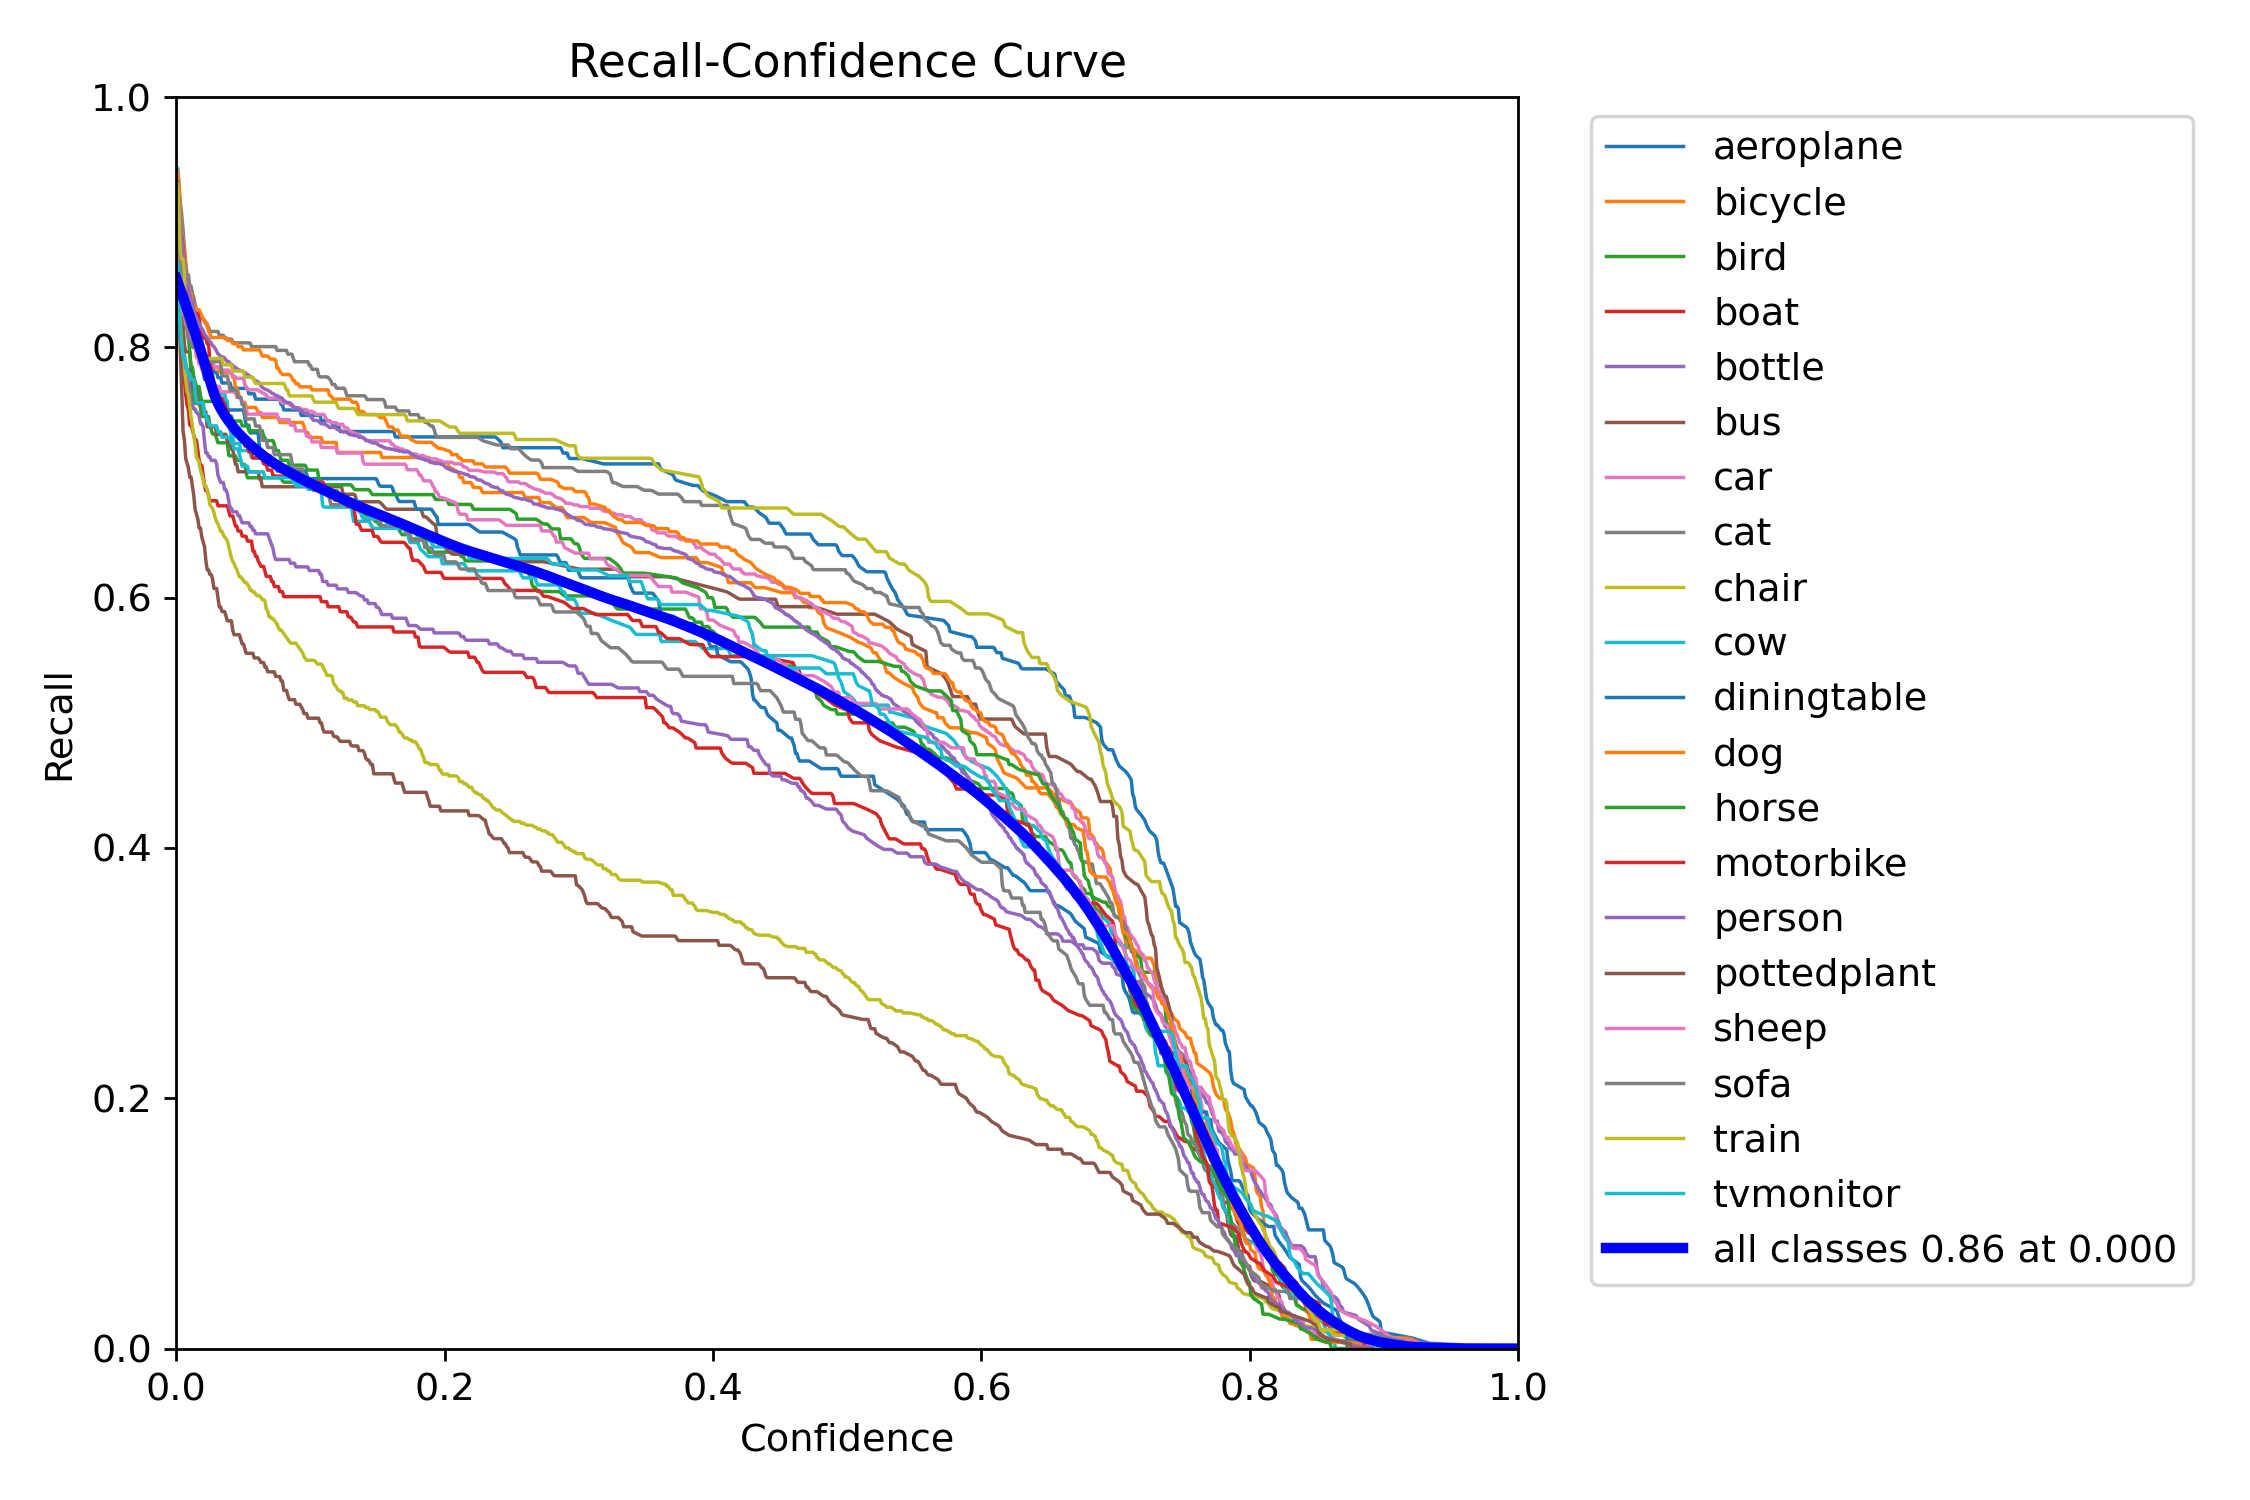 Recall-Confidence Curve
1.0
0.8
0.6
0.4
0.2
0.0
Recall
0.0 0.2 0.4 0.6 0.8 1.0
Confidence
aeroplane
bicycle
bird
boat
bottle
bus
car
cat
chair
cow
diningtable
dog
horse
motorbike
person
pottedplant
sheep
sofa
train
tvmonitor
all classes 0.86 at 0.000